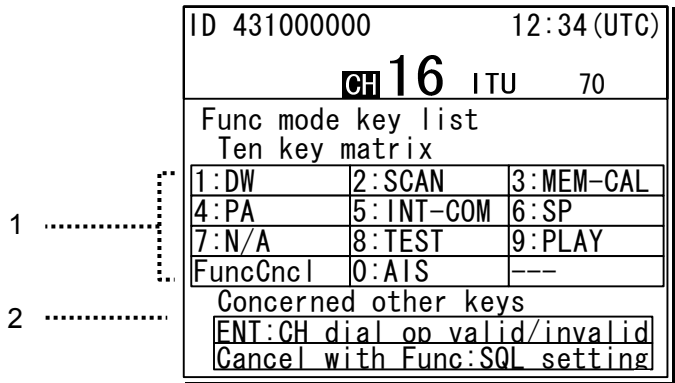 ID 431000000 12:34(UTC)
CH 16 ITU 70
Func mode key list
Ten key matrix
1:DW 2:SCAN 3:MEM-CAL
4:PA 5:INT-COM 6:SP
1
7:N/A 8:TEST 9:PLAY
FuncCncl 0:AIS ---
Concerned other keys
2
ENT:CH dial op valid/invalid
Cancel with Func:SQL setting